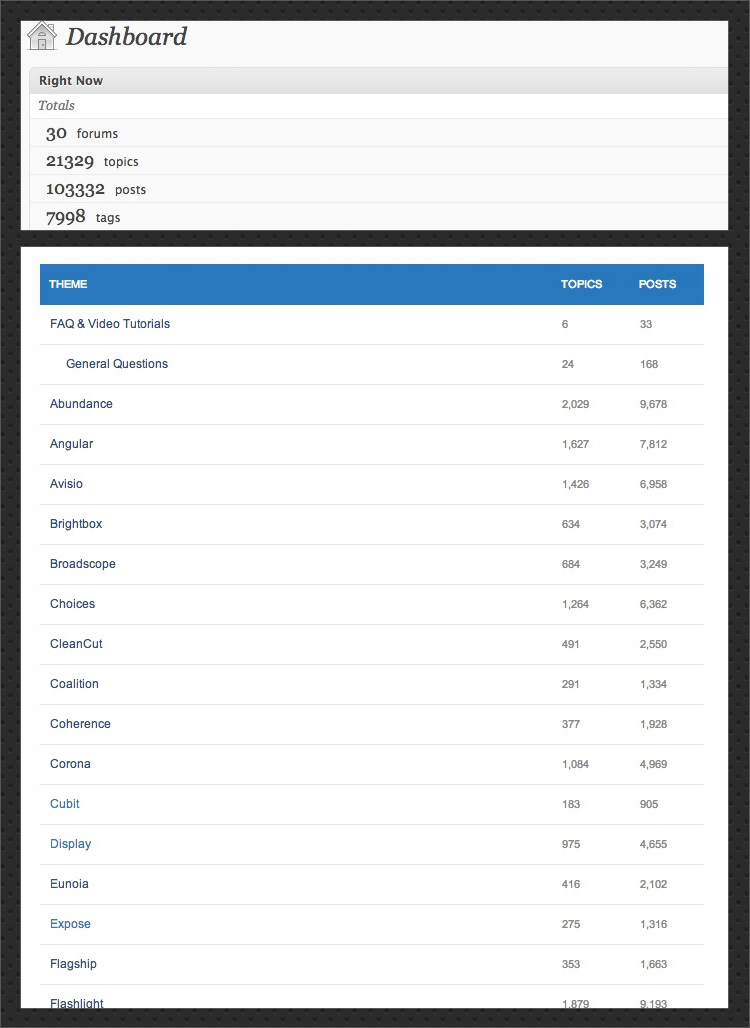 Dashboard
Right Now
Totals
30 forums
21329 topics
103332 posts
7998 tags
THEME TOPICS POSTS
FAQ & Video Tutorials 6 33
General Questions 24 168
Abundance 2,029 9,678
Angular 1,627 7,812
Avisio 1,426 6,958
Brightbox 634 3,074
Broadscope 684 3,249
Choices 1,264 6,362
CleanCut 491 2,550
Coalition 291 1,334
Coherence 377 1,928
Corona 1,084 4,969
Cubit 183 905
Display 975 4,655
Eunoia 416 2,102
Expose 275 1,316
Flagship 353 1,663
Flashlight 1,879 9,193